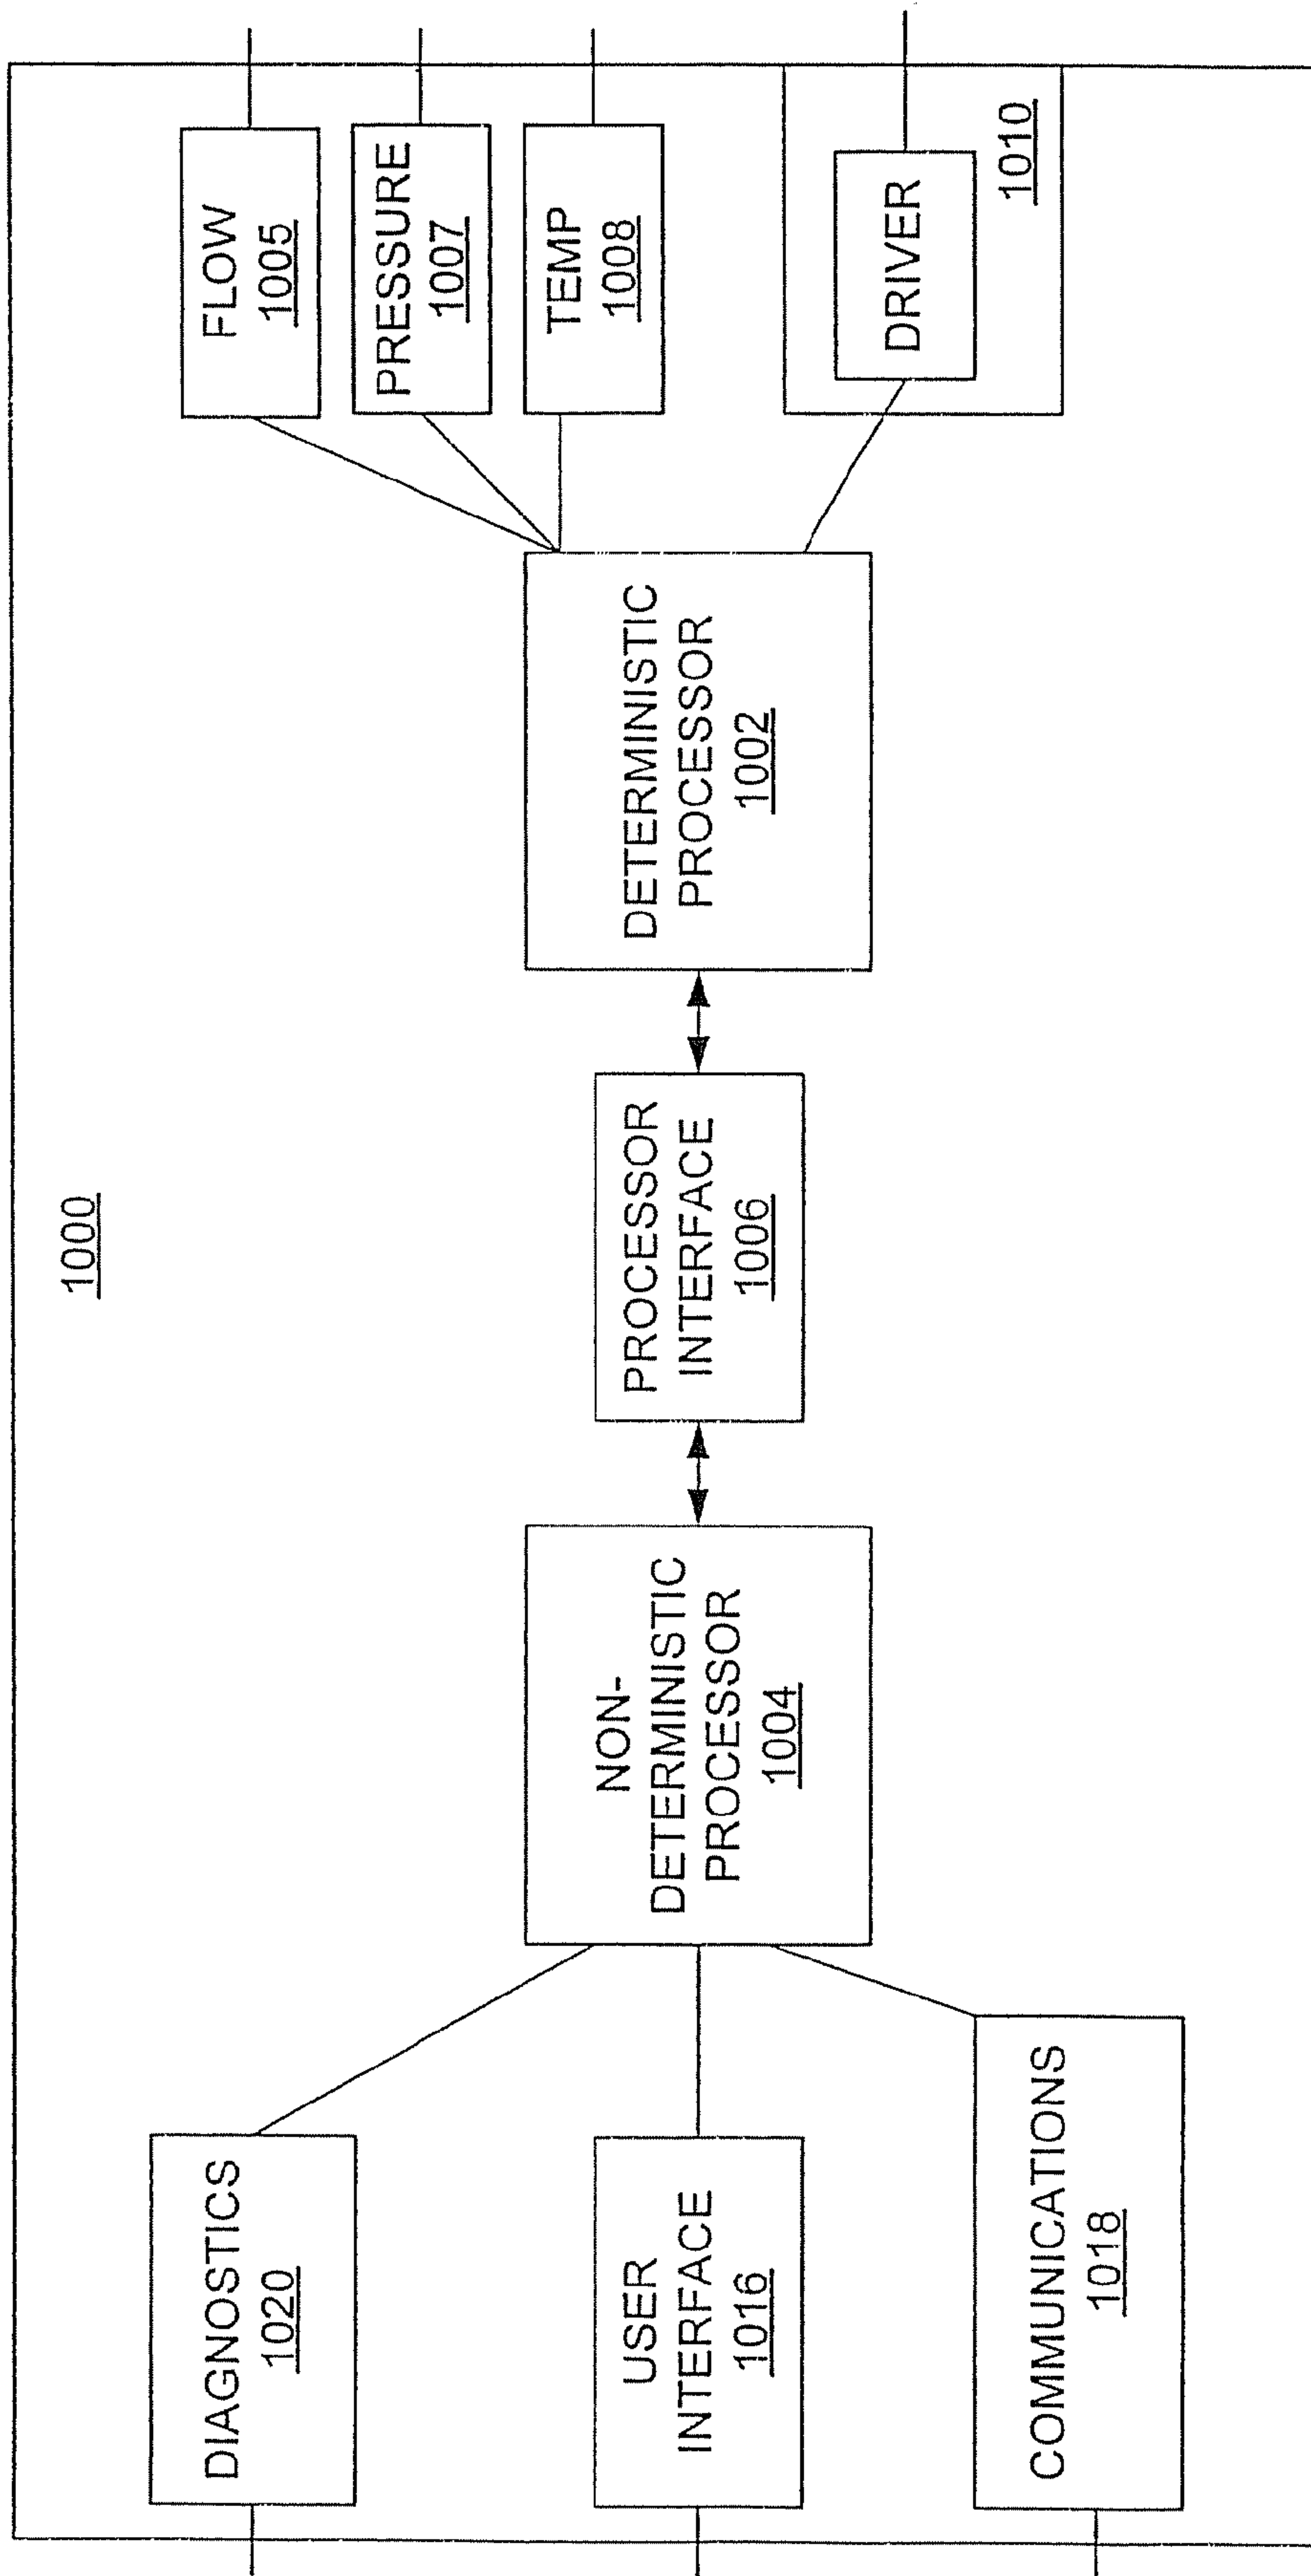 1000
DIAGNOSTICS
1020
USER
INTERFACE
1016
COMMUNICATIONS
1018
NON-
DETERMINISTIC
PROCESSOR
1004
PROCESSOR
INTERFACE
1006
DETERMINISTIC
PROCESSOR
1002
FLOW
1005
PRESSURE
1007
TEMP
1008
DRIVER
1010